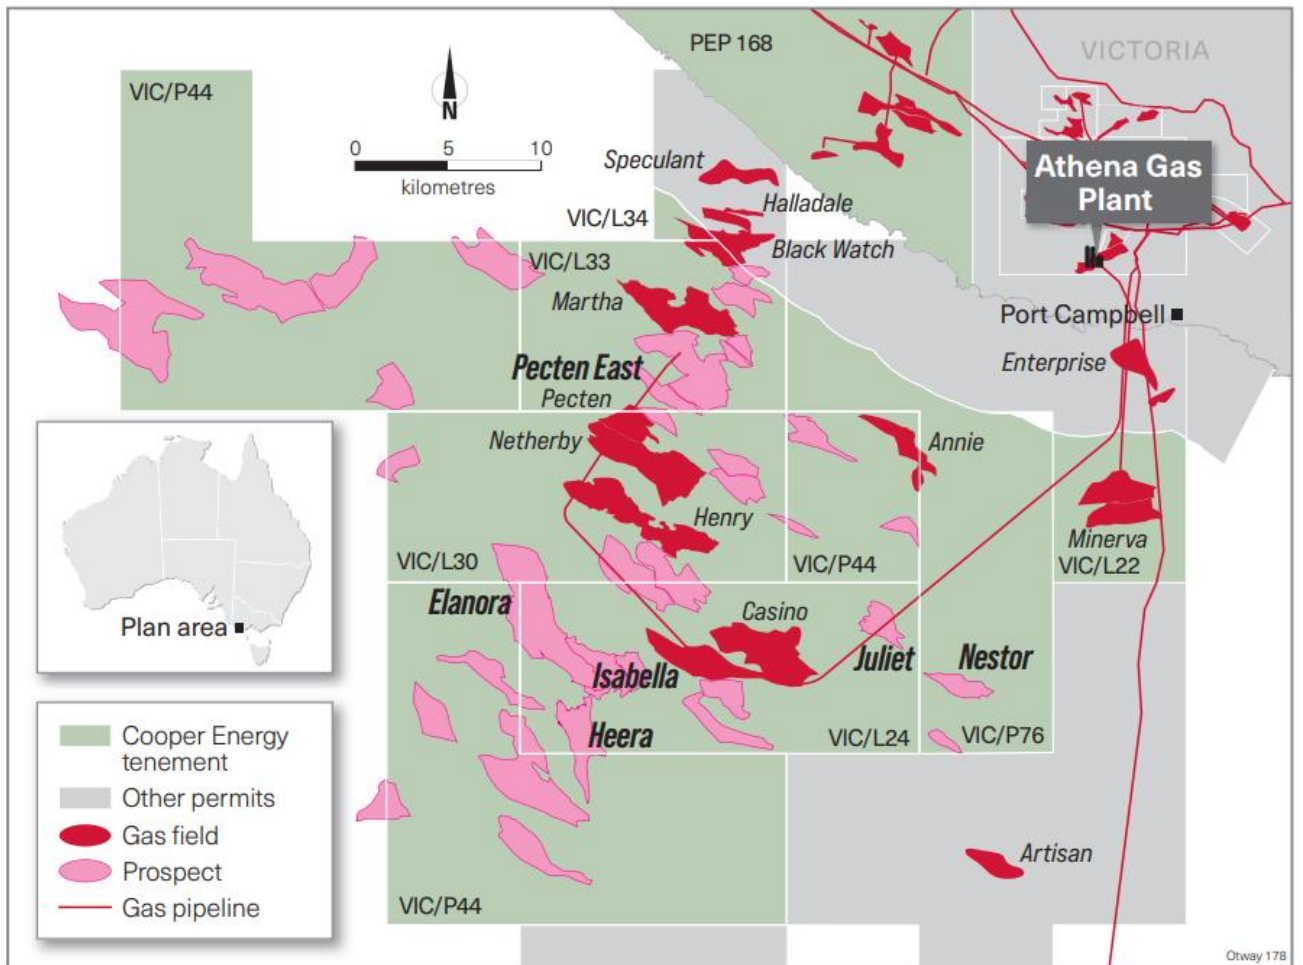 PEP 168
VICTORIA
VIC/P44
N
0 5 10
kilometres
Speculant
Athena Gas
Plant
Halladale
VIC/L34
Black Watch
VIC/L33
Martha
Port Campbell
Enterprise
Pecten East
Pecten
Netherby
Annie
Henry
Minerva
VIC/L30
VIC/P44
VIC/L22
Elanora
Casino
Plan area
Isabella
Juliet
Nestor
Heera
VIC/L24
VIC/P76
Cooper Energy
tenement
Other permits
Gas field
Prospect
Gas pipeline
Artisan
VIC/P44
Otway 178